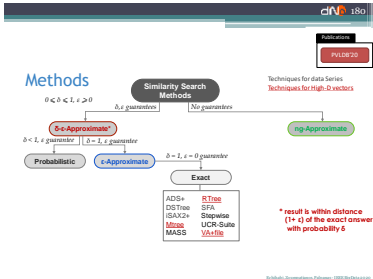 dNo 180
Publications
PVLDB'20
Methods
Similarity Search
Methods
Techniques for data Series
Techniques for High-D vectors
0 ⩽ δ ⩽ 1, ε ⩾ 0
δ,ε guarantees
No guarantees
δ-ε-Approximate*
ng-Approximate
δ < 1, ε guarantee
δ = 1, ε guarantee
Probabilistic
ε-Approximate
δ = 1, ε = 0 guarantee
Exact
ADS+ RTree
DSTree SFA
iSAX2+ Stepwise
Mtree UCR-Suite
MASS VA+file
* result is within distance
(1+ ε) of the exact answer
with probability δ